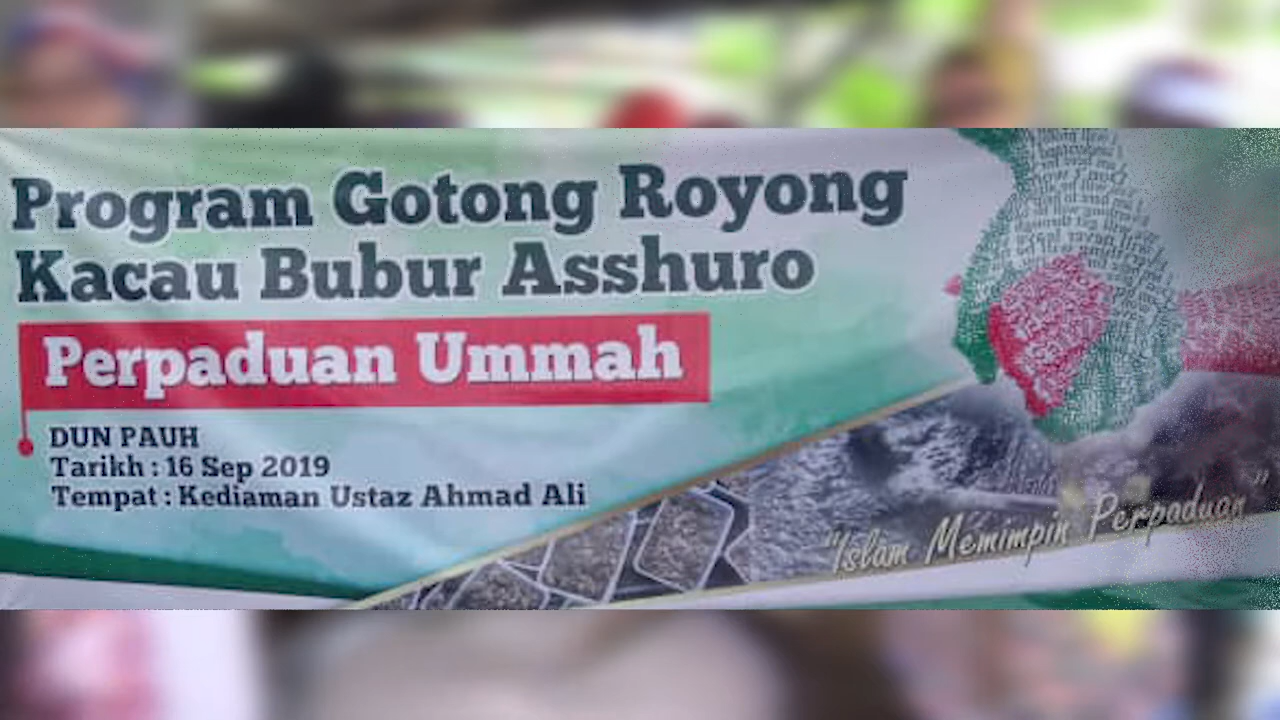 Program Gotong Royong
Kacau Bubur Asshuro
Perpaduan Ummah
DUN PAUH
Tarikh : 16 Sep 2019
Tempat : Kediaman Ustaz Ahmad Ali
"Islam Memimpin Perpaduan"